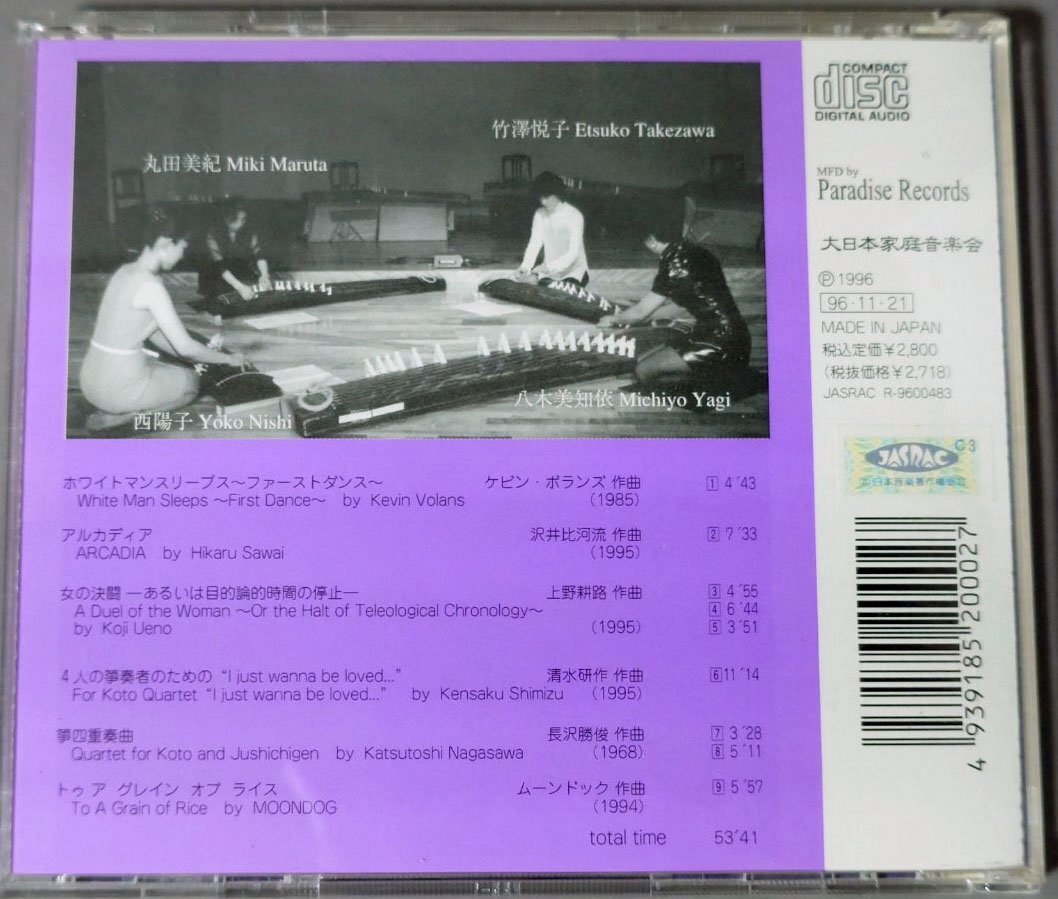 竹澤悦子 Etsuko Takezawa
丸田美紀 Miki Maruta
八木美知依 Michiyo Yagi
西陽子 Yoko Nishi
ホワイトマンスリープス〜ファーストダンス〜 ケビン・ボランズ 作曲 1 4´43
White Man Sleeps 〜First Dance〜 by Kevin Volans (1985)
アルカディア 沢井比河流 作曲 2 7´33
ARCADIA by Hikaru Sawai (1995)
女の決闘 —あるいは目的論的時間の停止— 上野耕路 作曲 3 4´55
A Duel of the Woman 〜Or the Halt of Teleological Chronology〜 4 6´44
by Koji Ueno (1995) 5 3´51
4人の箏奏者のための “I just wanna be loved...” 清水研作 作曲 6 11´14
For Koto Quartet “I just wanna be loved...” by Kensaku Shimizu (1995)
箏四重奏曲 長沢勝俊 作曲 7 3´28
Quartet for Koto and Jushichigen by Katsutoshi Nagasawa (1968) 8 5´11
トゥ ア グレイン オブ ライス ムーンドック 作曲 9 5´57
To A Grain of Rice by MOONDOG (1994)
total time 53´41
COMPACT
disc
DIGITAL AUDIO
MFD by
Paradise Records
大日本家庭音楽会
Ⓟ1996
96・11・21
MADE IN JAPAN
税込定価¥2,800
(税抜価格¥2,718)
JASRAC R-9600483
C3
JASRAC
日本音楽著作権協会
4 939185 200027